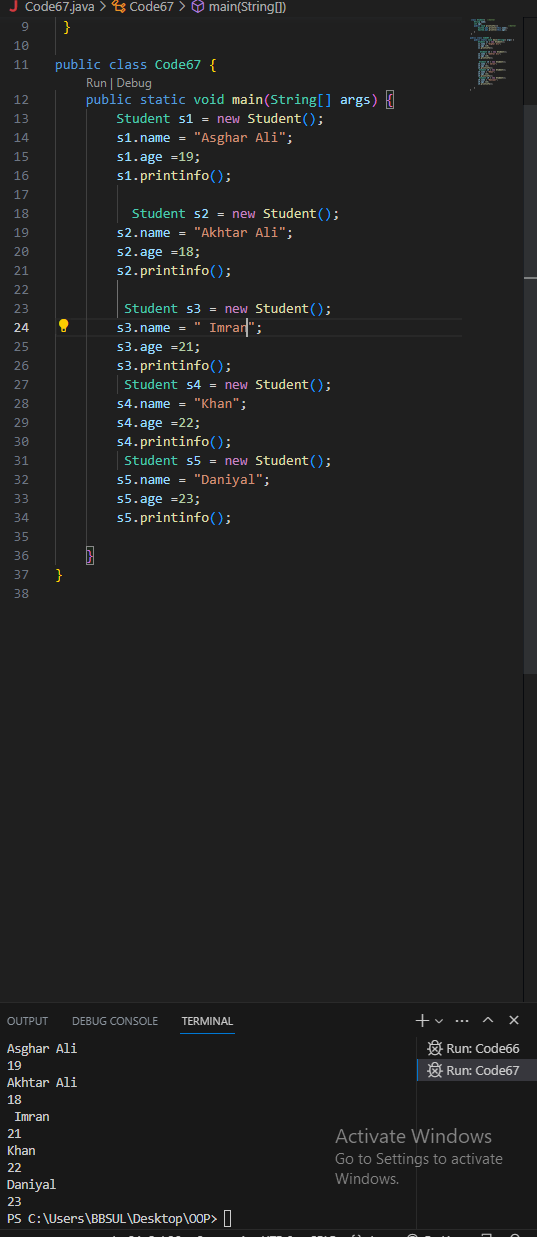 Code67.java > Code67 > main(String[])
9 }
10
11 public class Code67 {
Run | Debug
12 public static void main(String[] args) {
13 Student s1 = new Student();
14 s1.name = "Asghar Ali";
15 s1.age =19;
16 s1.printinfo();
17
18 Student s2 = new Student();
19 s2.name = "Akhtar Ali";
20 s2.age =18;
21 s2.printinfo();
22
23 Student s3 = new Student();
24 s3.name = " Imran";
25 s3.age =21;
26 s3.printinfo();
27 Student s4 = new Student();
28 s4.name = "Khan";
29 s4.age =22;
30 s4.printinfo();
31 Student s5 = new Student();
32 s5.name = "Daniyal";
33 s5.age =23;
34 s5.printinfo();
35
36 }
37 }
38
OUTPUT DEBUG CONSOLE TERMINAL
Asghar Ali
19
Akhtar Ali
18
Imran
21
Khan
22
Daniyal
23
PS C:\Users\BBSUL\Desktop\OOP>
Run: Code66
Run: Code67
Activate Windows
Go to Settings to activate
Windows.